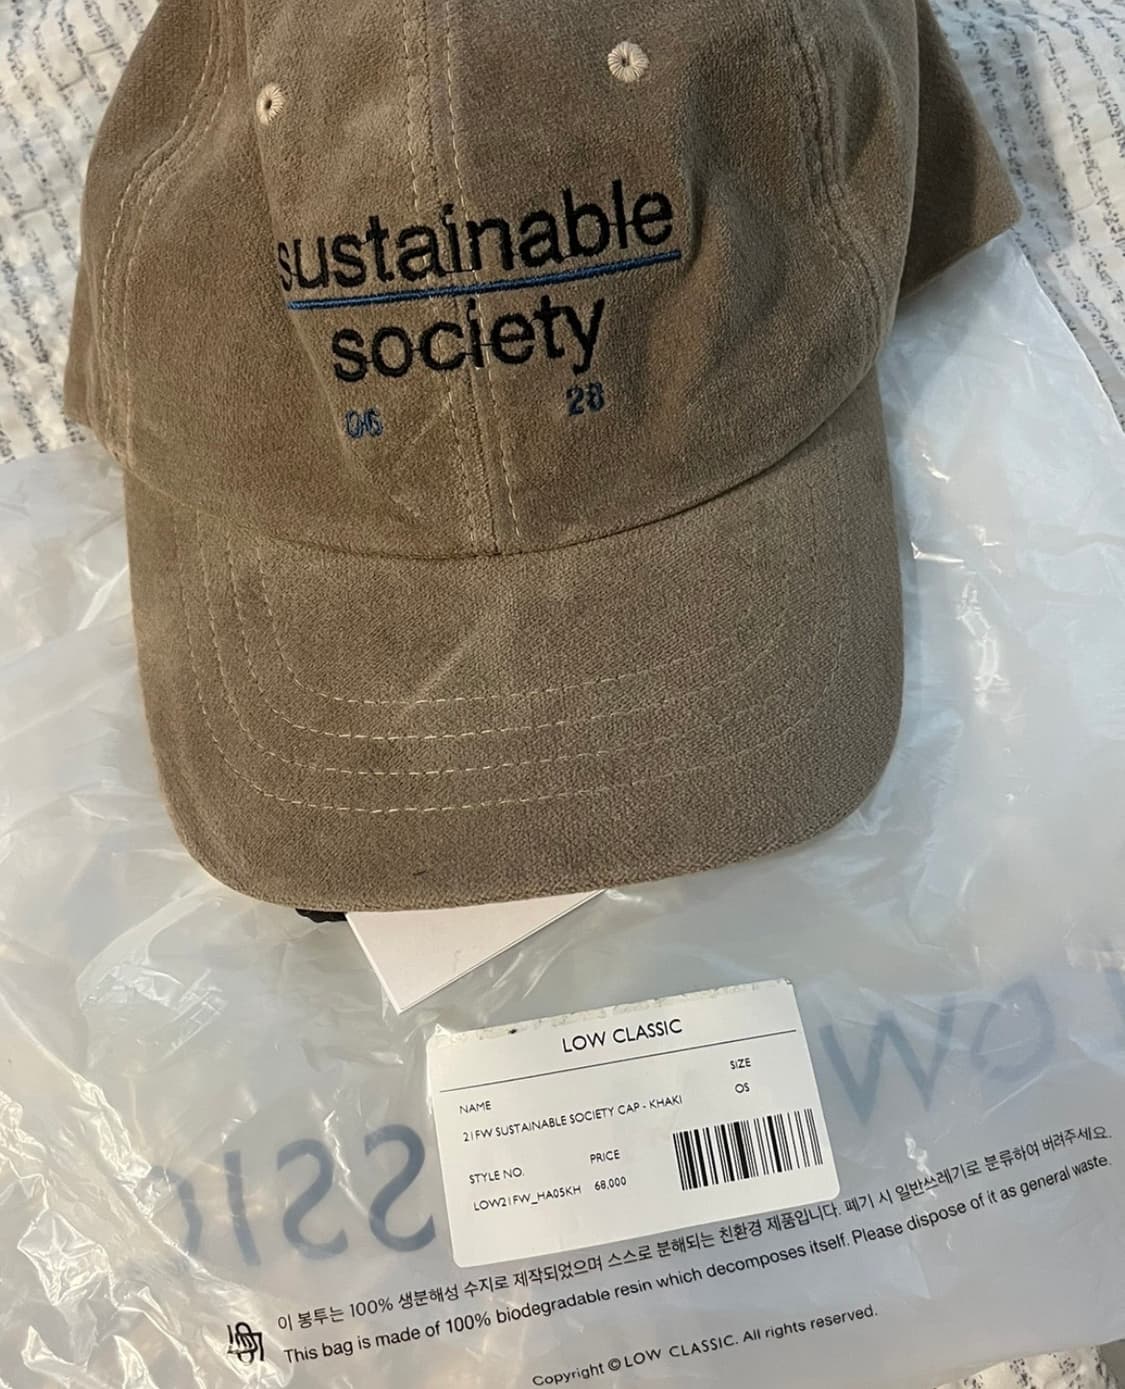 sustainable
society
06 28
LOW CLASSIC
NAME SIZE
21FW SUSTAINABLE SOCIETY CAP - KHAKI OS
STYLE NO. PRICE
LOW21FW_HA05KH 68,000
LOW
SSIC
이 봉투는 100% 생분해성 수지로 제작되었으며 스스로 분해되는 친환경 제품입니다. 폐기 시 일반쓰레기로 분류하여 버려주세요.
This bag is made of 100% biodegradable resin which decomposes itself. Please dispose of it as general waste.
Copyright © LOW CLASSIC. All rights reserved.